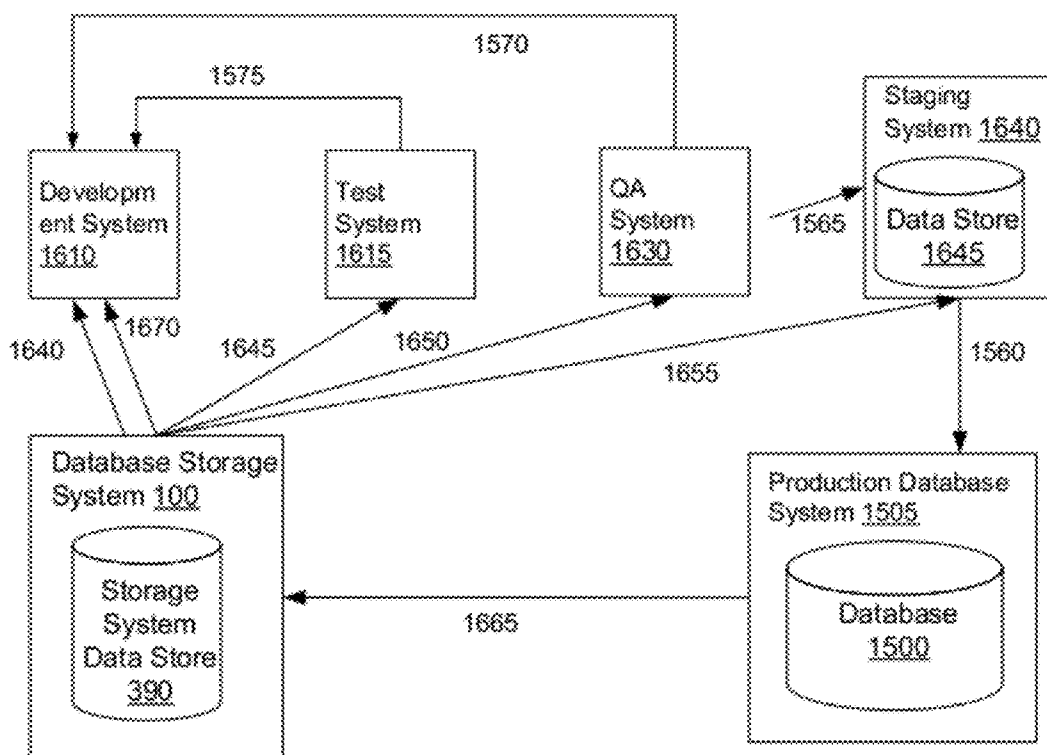 1570
1575
Staging
System 1640
Data Store
1645
Developm
ent System
1610
Test
System
1615
QA
System
1630
1565
1640
1670
1645
1650
1655
1560
Database Storage
System 100
Storage
System
Data Store
390
1665
Production Database
System 1505
Database
1500